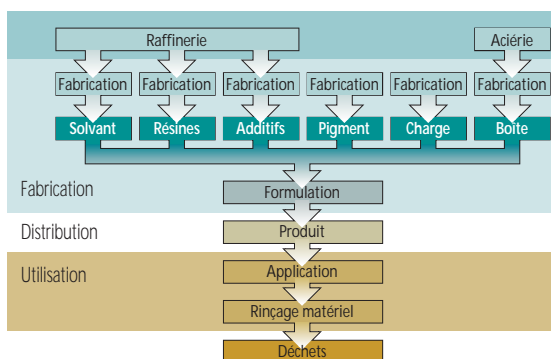 Raffinerie Aciérie
Fabrication Fabrication Fabrication Fabrication Fabrication Fabrication
Solvant Résines Additifs Pigment Charge Boîte
Fabrication Formulation
Distribution Produit
Utilisation Application
Rinçage matériel
Déchets